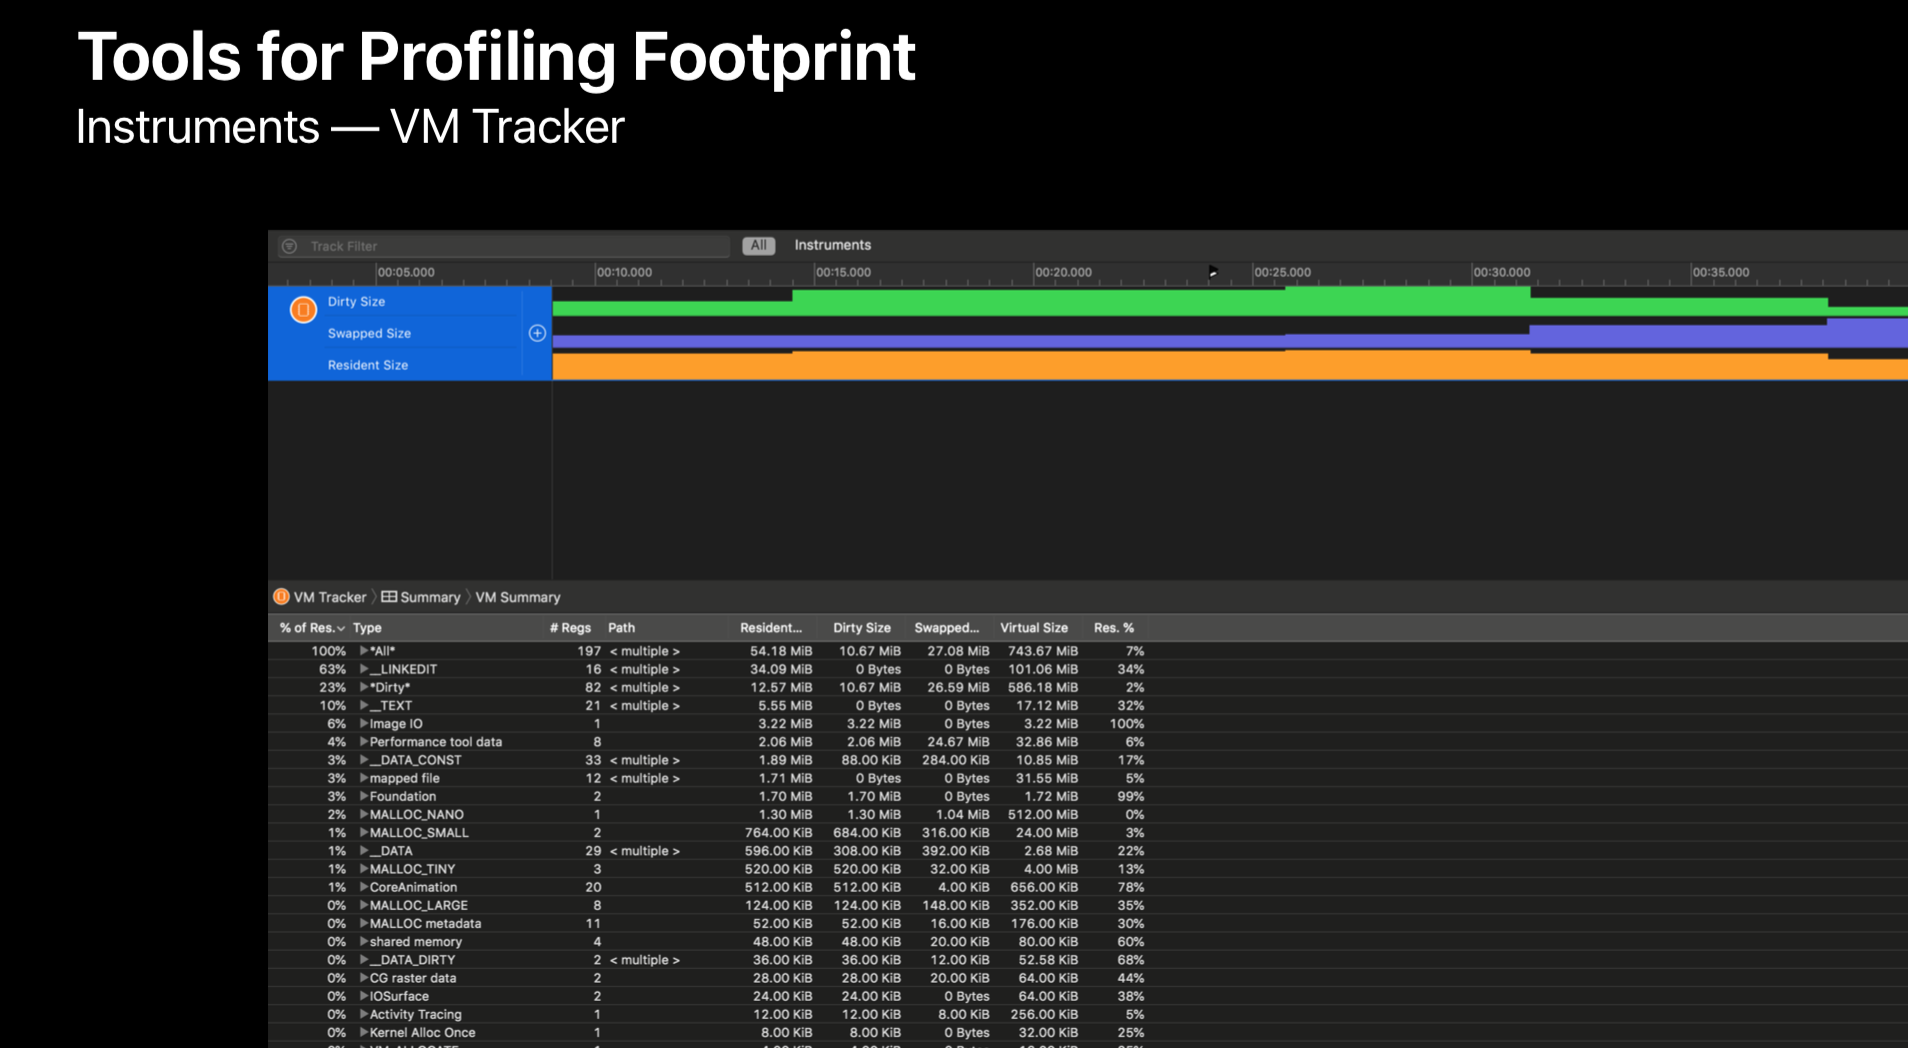 Tools for Profiling Footprint
Instruments — VM Tracker
Track Filter All Instruments
00:05.000 00:10.000 00:15.000 00:20.000 00:25.000 00:30.000 00:35.000
Dirty Size
Swapped Size
Resident Size
VM Tracker Summary VM Summary
% of Res. Type # Regs Path Resident... Dirty Size Swapped... Virtual Size Res. %
100% *All* 197 < multiple > 54.18 MiB 10.67 MiB 27.08 MiB 743.67 MiB 7%
63% __LINKEDIT 16 < multiple > 34.09 MiB 0 Bytes 0 Bytes 101.06 MiB 34%
23% *Dirty* 82 < multiple > 12.57 MiB 10.67 MiB 26.59 MiB 586.18 MiB 2%
10% __TEXT 21 < multiple > 5.55 MiB 0 Bytes 0 Bytes 17.12 MiB 32%
6% Image IO 1 3.22 MiB 3.22 MiB 0 Bytes 3.22 MiB 100%
4% Performance tool data 8 2.06 MiB 2.06 MiB 24.67 MiB 32.86 MiB 6%
3% __DATA_CONST 33 < multiple > 1.89 MiB 88.00 KiB 284.00 KiB 10.85 MiB 17%
3% mapped file 12 < multiple > 1.71 MiB 0 Bytes 0 Bytes 31.55 MiB 5%
3% Foundation 2 1.70 MiB 1.70 MiB 0 Bytes 1.72 MiB 99%
2% MALLOC_NANO 1 1.30 MiB 1.30 MiB 1.04 MiB 512.00 MiB 0%
1% MALLOC_SMALL 2 764.00 KiB 684.00 KiB 316.00 KiB 24.00 MiB 3%
1% __DATA 29 < multiple > 596.00 KiB 308.00 KiB 392.00 KiB 2.68 MiB 22%
1% MALLOC_TINY 3 520.00 KiB 520.00 KiB 32.00 KiB 4.00 MiB 13%
1% CoreAnimation 20 512.00 KiB 512.00 KiB 4.00 KiB 656.00 KiB 78%
0% MALLOC_LARGE 8 124.00 KiB 124.00 KiB 148.00 KiB 352.00 KiB 35%
0% MALLOC metadata 11 52.00 KiB 52.00 KiB 16.00 KiB 176.00 KiB 30%
0% shared memory 4 48.00 KiB 48.00 KiB 20.00 KiB 80.00 KiB 60%
0% __DATA_DIRTY 2 < multiple > 36.00 KiB 36.00 KiB 12.00 KiB 52.58 KiB 68%
0% CG raster data 2 28.00 KiB 28.00 KiB 20.00 KiB 64.00 KiB 44%
0% IOSurface 2 24.00 KiB 24.00 KiB 0 Bytes 64.00 KiB 38%
0% Activity Tracing 1 12.00 KiB 12.00 KiB 8.00 KiB 256.00 KiB 5%
0% Kernel Alloc Once 1 8.00 KiB 8.00 KiB 0 Bytes 32.00 KiB 25%